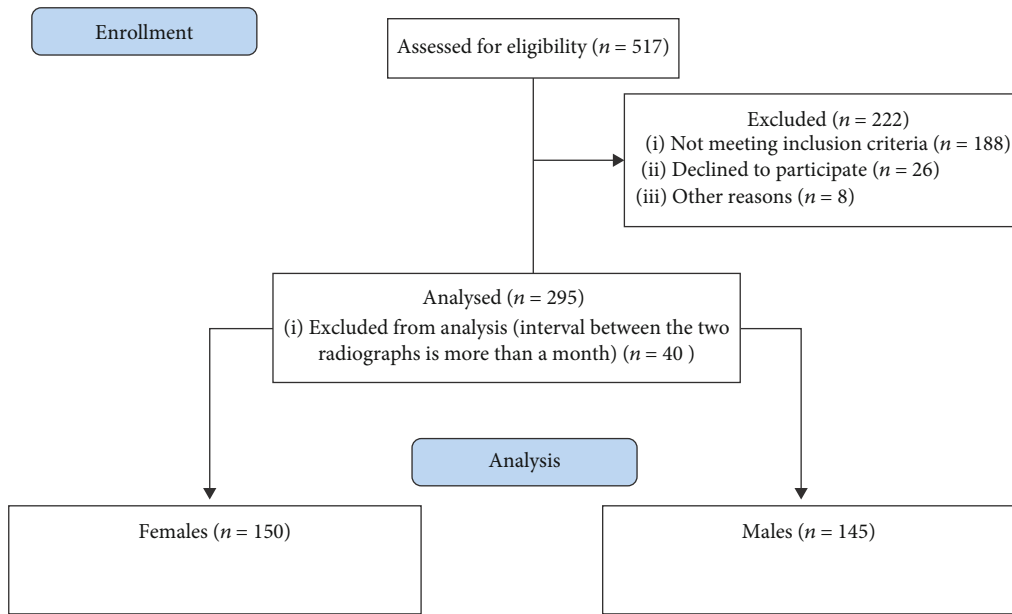 Enrollment
Assessed for eligibility (n = 517)
Excluded (n = 222)
(i) Not meeting inclusion criteria (n = 188)
(ii) Declined to participate (n = 26)
(iii) Other reasons (n = 8)
Analysed (n = 295)
(i) Excluded from analysis (interval between the two
radiographs is more than a month) (n = 40 )
Analysis
Females (n = 150)
Males (n = 145)